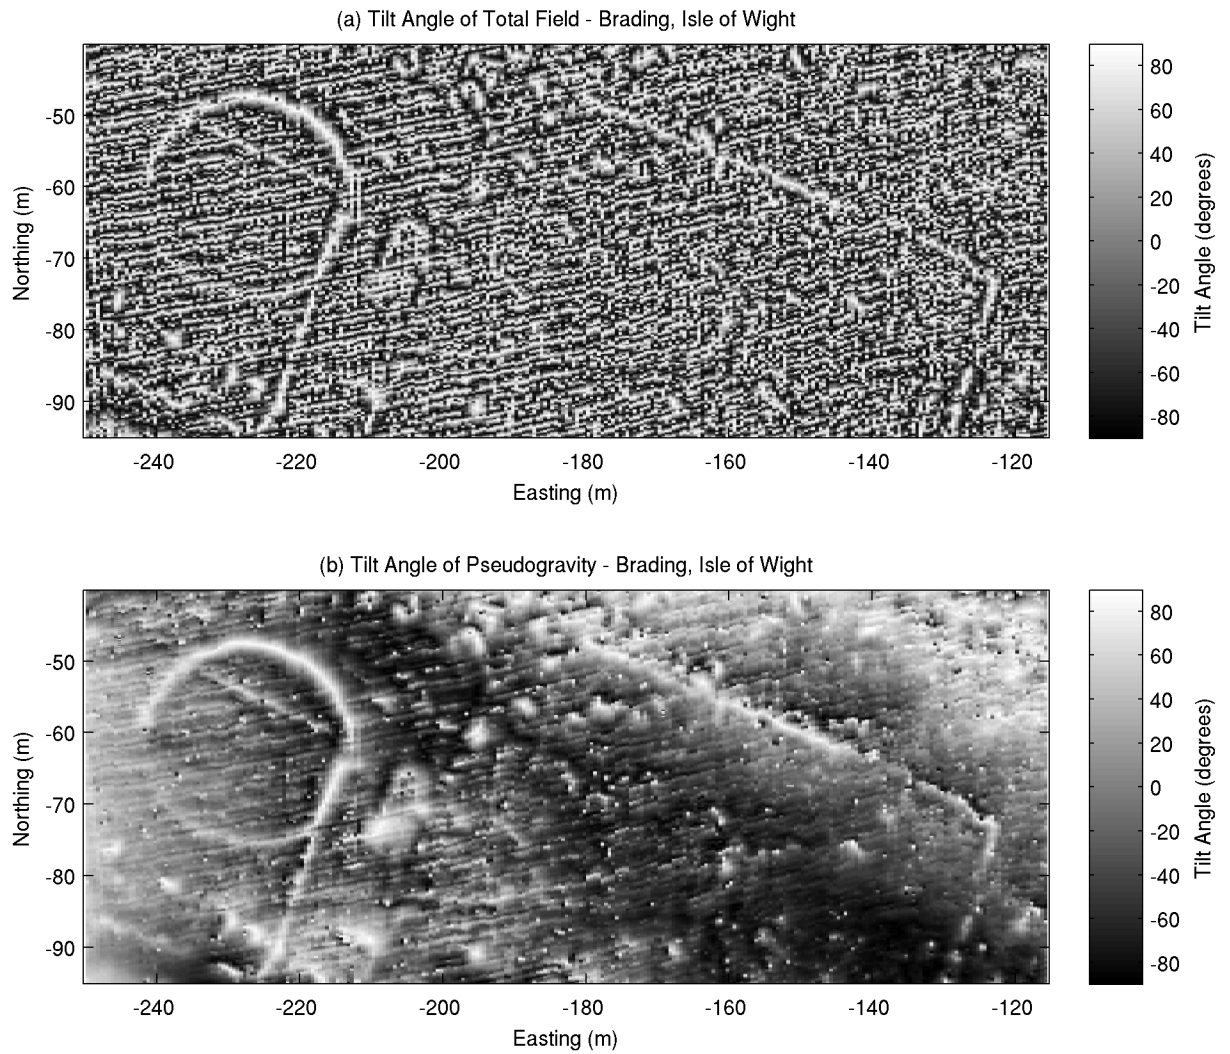 (a) Tilt Angle of Total Field - Brading, Isle of Wight
-50
-60
-70
-80
-90
Northing (m)
-240 -220 -200 -180 -160 -140 -120
Easting (m)
80
60
40
20
0
-20
-40
-60
-80
Tilt Angle (degrees)
(b) Tilt Angle of Pseudogravity - Brading, Isle of Wight
-50
-60
-70
-80
-90
Northing (m)
-240 -220 -200 -180 -160 -140 -120
Easting (m)
80
60
40
20
0
-20
-40
-60
-80
Tilt Angle (degrees)